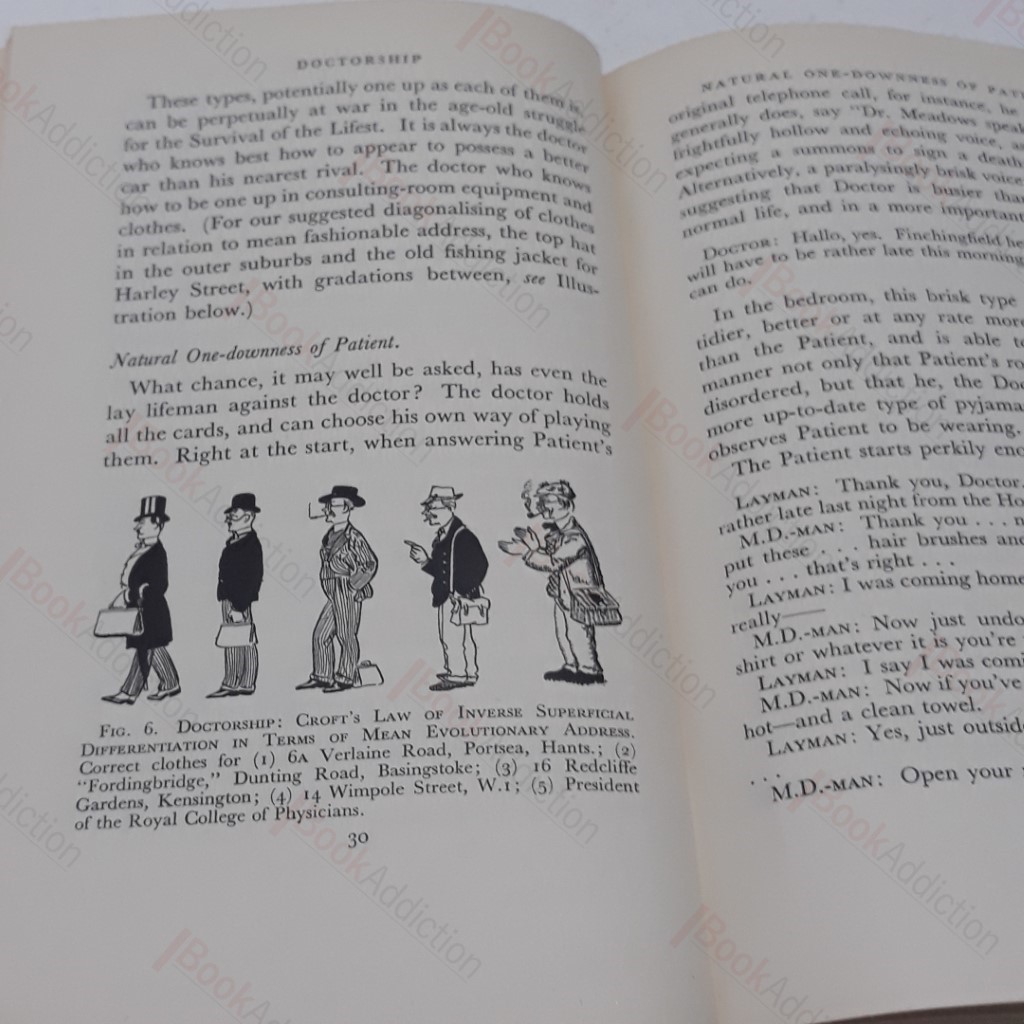 DOCTORSHIP
These types, potentially one up as each of them is,
can be perpetually at war in the age-old struggle
for the Survival of the Lifest. It is always the doctor
who knows best how to appear to possess a better
car than his nearest rival. The doctor who knows
how to be one up in consulting-room equipment and
clothes. (For our suggested diagonalising of clothes
in relation to mean fashionable address, the top hat
in the outer suburbs and the old fishing jacket for
Harley Street, with gradations between, see Illus-
tration below.)
Natural One-downness of Patient.
What chance, it may well be asked, has even the
lay lifeman against the doctor? The doctor holds
all the cards, and can choose his own way of playing
them. Right at the start, when answering Patient's
FIG. 6. DOCTORSHIP: CROFT'S LAW OF INVERSE SUPERFICIAL
DIFFERENTIATION IN TERMS OF MEAN EVOLUTIONARY ADDRESS.
Correct clothes for (1) 6A Verlaine Road, Portsea, Hants.; (2)
"Fordingbridge," Dunting Road, Basingstoke; (3) 16 Redcliffe
Gardens, Kensington; (4) 14 Wimpole Street, W.1; (5) President
of the Royal College of Physicians.
30
NATURAL ONE-DOWNNESS OF
original telephone call, for instance, he
generally does, say "Dr. Meadows
frightfully hollow and echoing voice,
expecting a summons to sign a death
Alternatively, a paralysingly brisk voice
suggesting that Doctor is busier than
normal life, and in a more important
DOCTOR: Hallo, yes. Finchingfield
will have to be rather late this morning
can do.
In the bedroom, this brisk type
tidier, better or at any rate more
than the Patient, and is able to
manner not only that Patient's
disordered, but that he, the
more up-to-date type of
observes Patient to be wearing.
The Patient starts perkily
LAYMAN: Thank you, Doctor.
rather late last night from the
M.D.-MAN: Thank you . . .
put these . . . hair brushes and
you . . . that's right . . .
LAYMAN: I was coming home
really——
M.D.-MAN: Now just undo
shirt or whatever it is you're
LAYMAN: I say I was
M.D.-MAN: Now if you've
hot—and a clean towel.
LAYMAN: Yes, just
. . .
M.D.-MAN: Open your